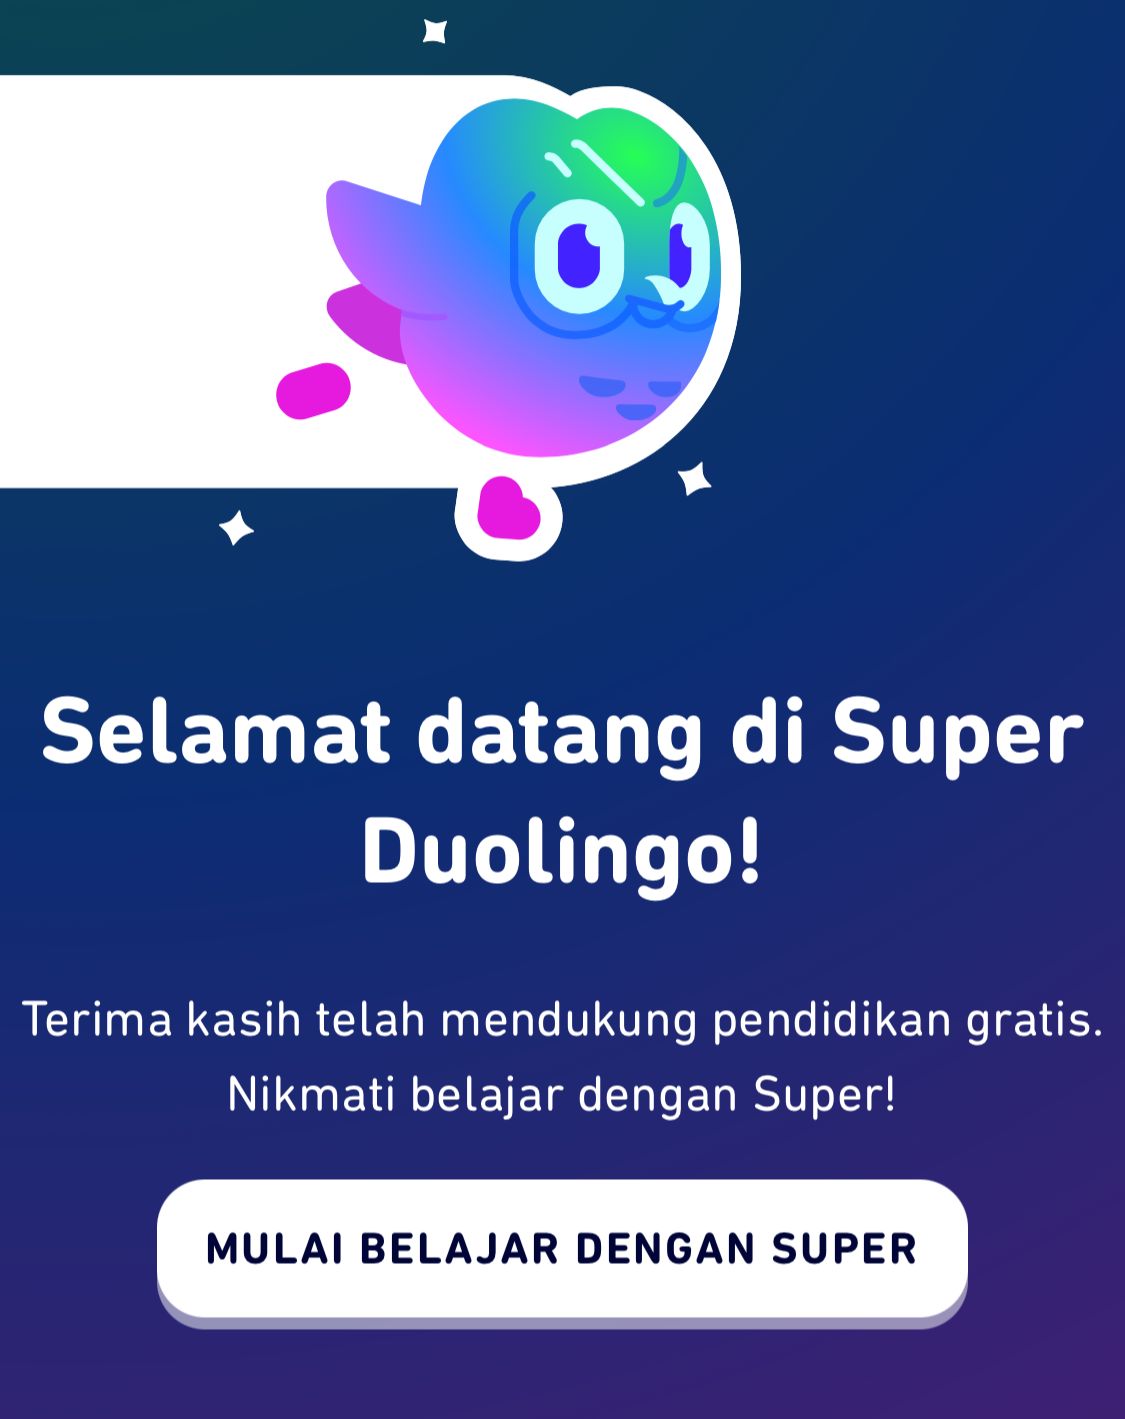 Selamat datang di Super
Duolingo!
Terima kasih telah mendukung pendidikan gratis.
Nikmati belajar dengan Super!
MULAI BELAJAR DENGAN SUPER